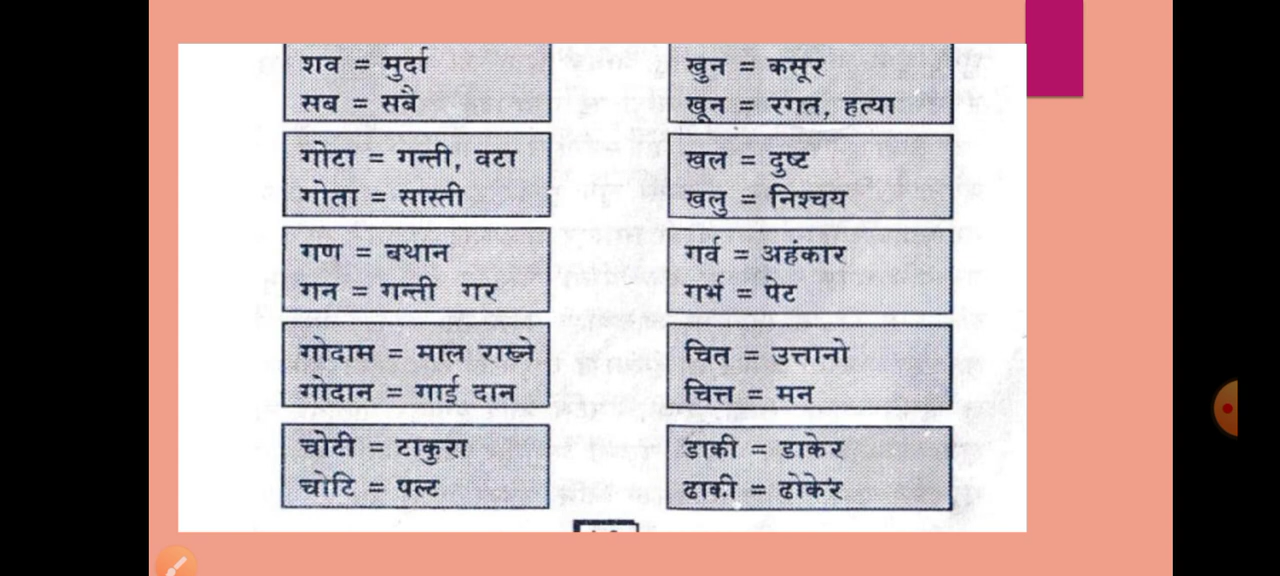 शव = मुर्दा
सब = सबै
गोटा = गन्ती, वटा
गोता = सास्ती
गण = बथान
गन = गन्ती गर
गोदाम = माल राख्ने
गोदान = गाई दान
चोटी = टाकुरा
चोटि = पल्ट
खुन = कसूर
खून = रगत, हत्या
खल = दुष्ट
खलु = निश्चय
गर्व = अहंकार
गर्भ = पेट
चित = उत्तानो
चित्त = मन
डाकी = डाकेर
ढाकी = ढोकेर